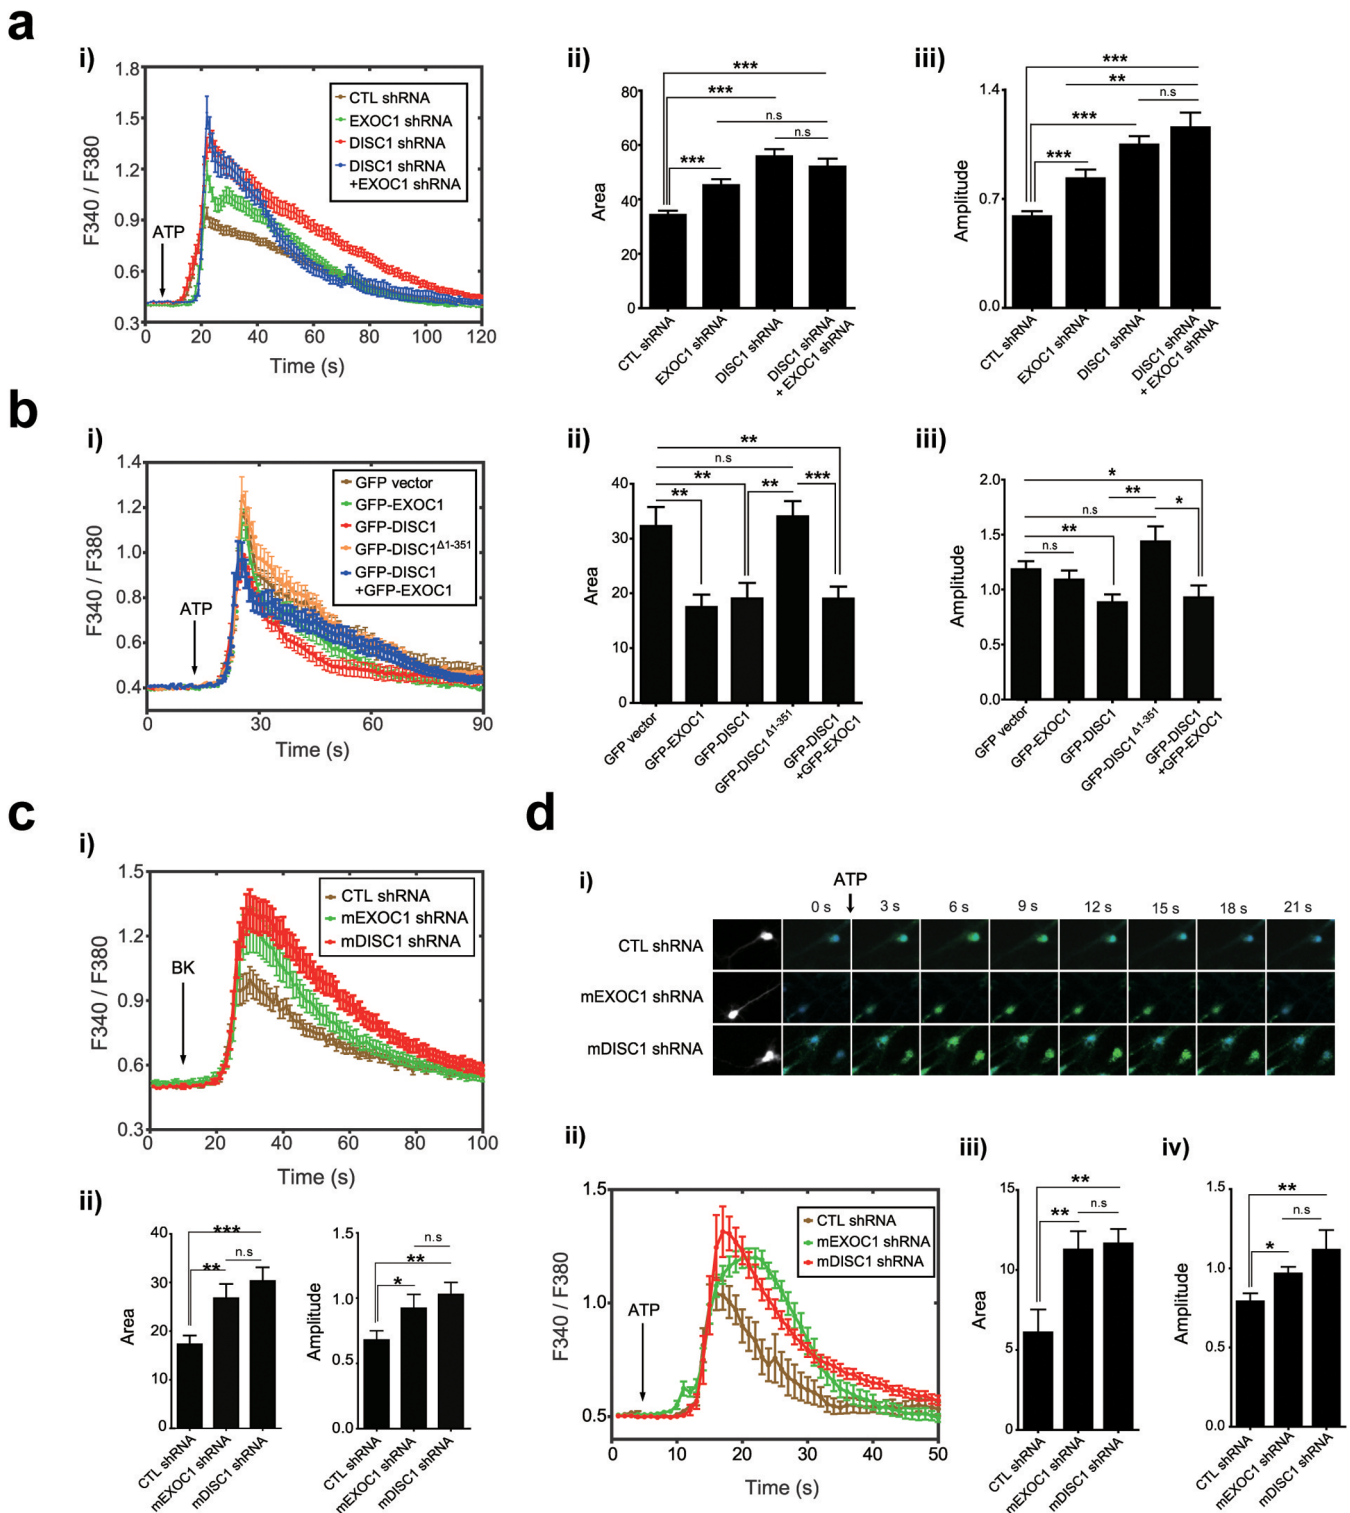 a
i)
1.8
1.5
1.2
0.9
0.6
0.3
F340 / F380
ATP
CTL shRNA
EXOC1 shRNA
DISC1 shRNA
DISC1 shRNA
+EXOC1 shRNA
0 20 40 60 80 100 120
Time (s)
ii)
80
60
40
20
0
Area
***
***
n.s
n.s
***
CTL shRNA
EXOC1 shRNA
DISC1 shRNA
DISC1 shRNA
+ EXOC1 shRNA
iii)
1.4
0.7
0.0
Amplitude
***
**
n.s
***
***
CTL shRNA
EXOC1 shRNA
DISC1 shRNA
DISC1 shRNA
+ EXOC1 shRNA
b
i)
1.4
1.2
1.0
0.8
0.6
0.4
F340 / F380
ATP
GFP vector
GFP-EXOC1
GFP-DISC1
GFP-DISC1Δ1-351
GFP-DISC1
+GFP-EXOC1
0 30 60 90
Time (s)
ii)
40
30
20
10
0
Area
**
n.s
**
***
**
**
GFP vector
GFP-EXOC1
GFP-DISC1
GFP-DISC1 Δ1-351
GFP-DISC1
+GFP-EXOC1
iii)
2.0
1.5
1.0
0.5
0.0
Amplitude
*
**
*
n.s
**
n.s
GFP vector
GFP-EXOC1
GFP-DISC1
GFP-DISC1 Δ1-351
GFP-DISC1
+GFP-EXOC1
c
i)
1.5
1.2
0.9
0.6
0.3
F340 / F380
BK
CTL shRNA
mEXOC1 shRNA
mDISC1 shRNA
0 20 40 60 80 100
Time (s)
ii)
40
30
20
10
0
Area
***
n.s
**
CTL shRNA
mEXOC1 shRNA
mDISC1 shRNA
1.5
1.0
0.5
0.0
Amplitude
n.s
**
*
CTL shRNA
mEXOC1 shRNA
mDISC1 shRNA
d
i)
ATP
0 s 3 s 6 s 9 s 12 s 15 s 18 s 21 s
CTL shRNA
mEXOC1 shRNA
mDISC1 shRNA
ii)
1.5
1.0
0.5
F340 / F380
ATP
CTL shRNA
mEXOC1 shRNA
mDISC1 shRNA
0 10 20 30 40 50
Time (s)
iii)
15
10
5
0
Area
**
n.s
**
CTL shRNA
mEXOC1 shRNA
mDISC1 shRNA
iv)
1.5
1.0
0.5
0.0
Amplitude
**
n.s
*
CTL shRNA
mEXOC1 shRNA
mDISC1 shRNA